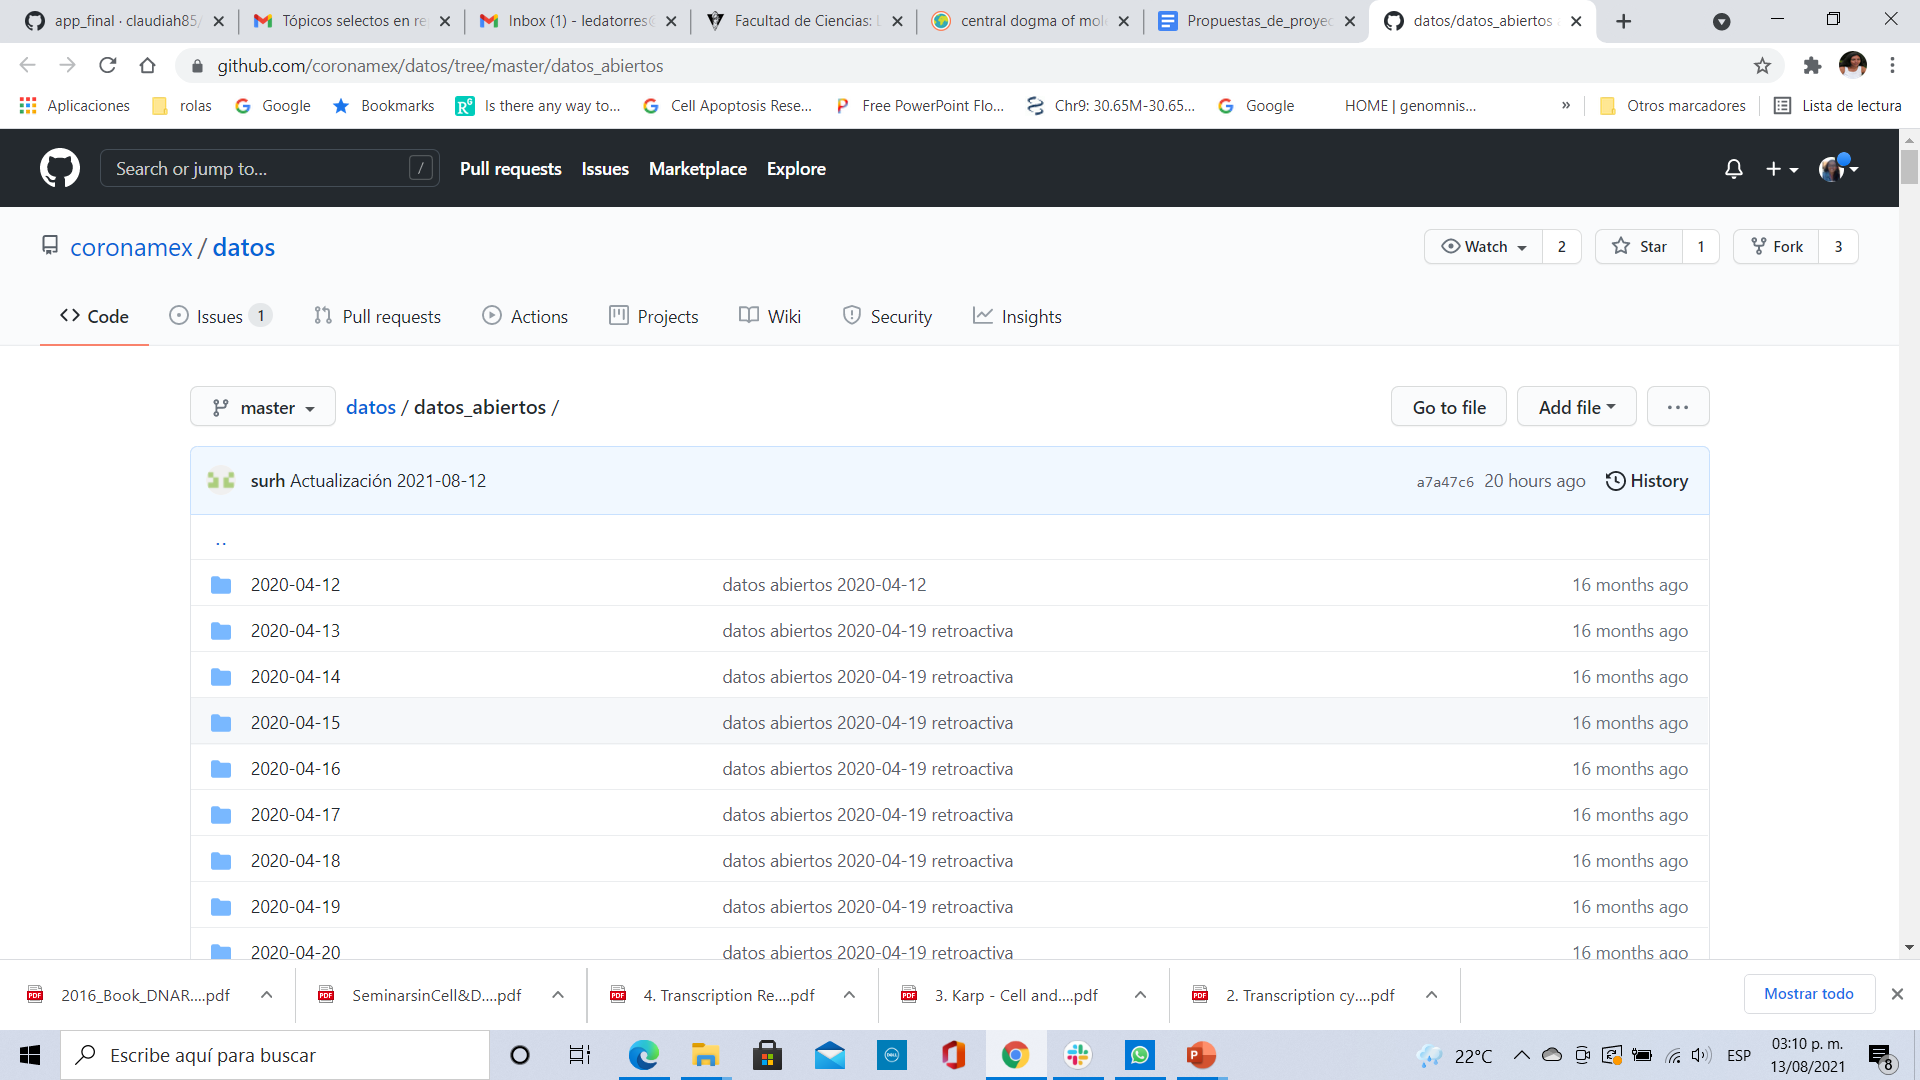 app_final · claudiah85/
Tópicos selectos en re
Inbox (1) - ledatorres
Facultad de Ciencias:
central dogma of mol
Propuestas_de_proyec
datos/datos_abiertos
github.com/coronamex/datos/tree/master/datos_abiertos
Aplicaciones rolas Google Bookmarks Is there any way to... Cell Apoptosis Rese... Free PowerPoint Flo... Chr9: 30.65M-30.65... Google HOME | genomnis... » Otros marcadores Lista de lectura
Search or jump to... / Pull requests Issues Marketplace Explore
coronamex / datos Watch 2 Star 1 Fork 3
Code Issues 1 Pull requests Actions Projects Wiki Security Insights
master datos / datos_abiertos / Go to file Add file ...
surh Actualización 2021-08-12 a7a47c6 20 hours ago History
..
2020-04-12 datos abiertos 2020-04-12 16 months ago
2020-04-13 datos abiertos 2020-04-19 retroactiva 16 months ago
2020-04-14 datos abiertos 2020-04-19 retroactiva 16 months ago
2020-04-15 datos abiertos 2020-04-19 retroactiva 16 months ago
2020-04-16 datos abiertos 2020-04-19 retroactiva 16 months ago
2020-04-17 datos abiertos 2020-04-19 retroactiva 16 months ago
2020-04-18 datos abiertos 2020-04-19 retroactiva 16 months ago
2020-04-19 datos abiertos 2020-04-19 retroactiva 16 months ago
2020-04-20 datos abiertos 2020-04-19 retroactiva 16 months ago
2016_Book_DNAR....pdf SeminarsinCell&D....pdf 4. Transcription Re....pdf 3. Karp - Cell and....pdf 2. Transcription cy....pdf Mostrar todo
Escribe aquí para buscar 22°C ESP 03:10 p. m.
13/08/2021 8